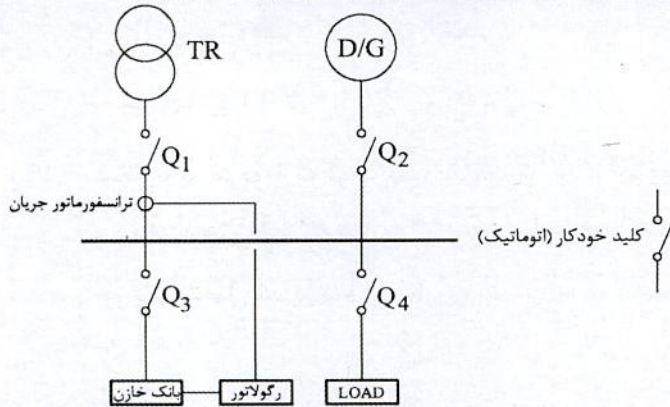 TR
D/G
Q1
Q2
ترانسفورماتور جریان
کلید خودکار (اتوماتیک)
Q3
Q4
بانک خازن
رگولاتور
LOAD